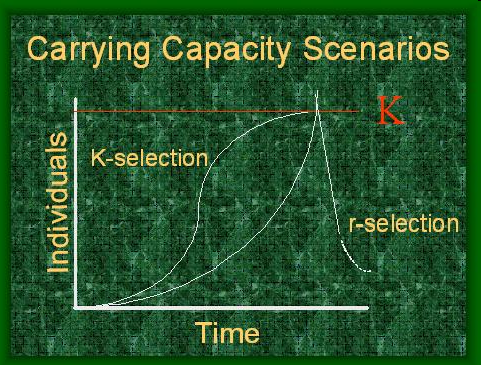 Carrying Capacity Scenarios
K
K-selection
Individuals
r-selection
Time